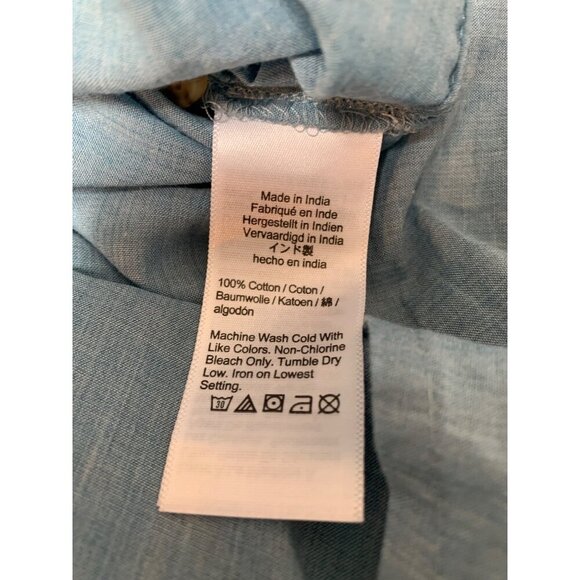 Made in India
Fabriqué en Inde
Hergestellt in Indien
Vervaardigd in India
インド製
hecho en india
100% Cotton / Coton /
Baumwolle / Katoen / 綿 /
algodón
Machine Wash Cold With
Like Colors. Non-Chlorine
Bleach Only. Tumble Dry
Low. Iron on Lowest
Setting.
30